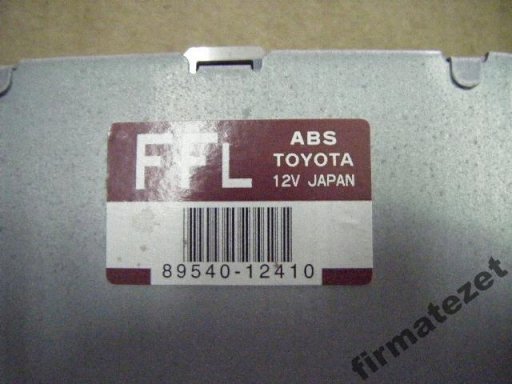 FFL
ABS
TOYOTA
12V JAPAN
89540-12410
firmatezet